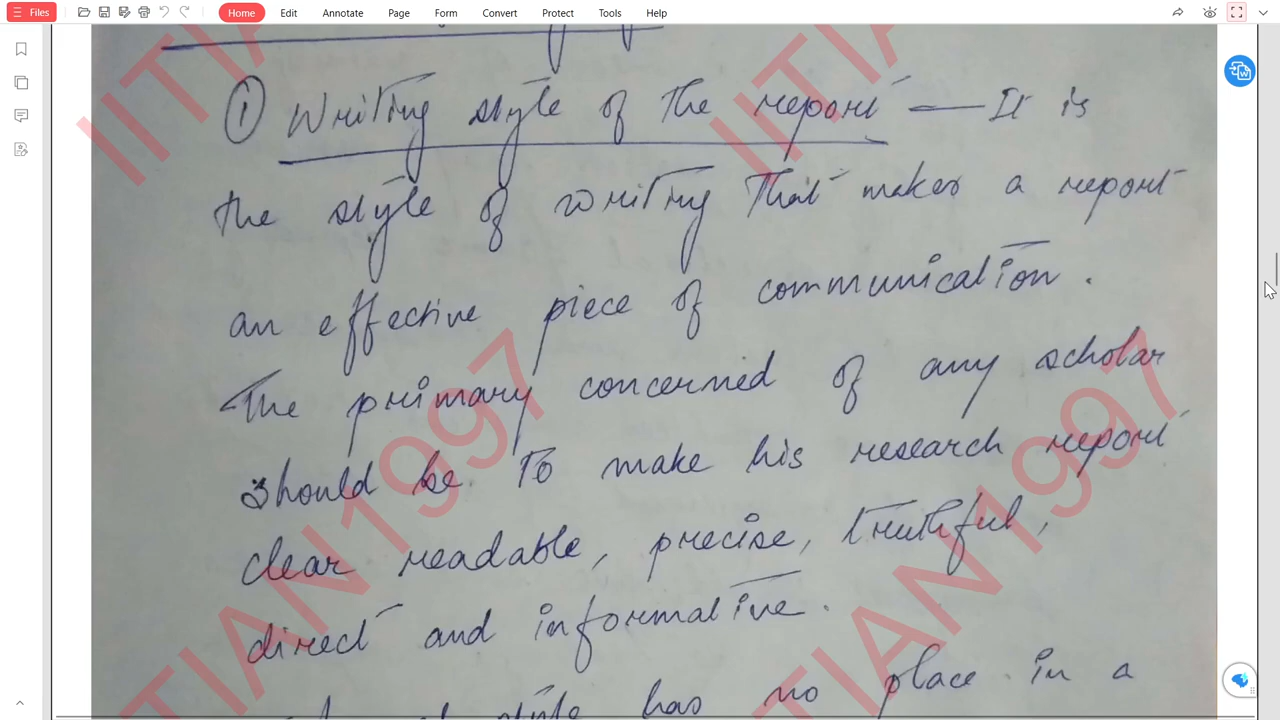 Files
Home
Edit
Annotate
Page
Form
Convert
Protect
Tools
Help
① Writing style of the report — It is
the style of writing that makes a report
an effective piece of communication.
The primary concerned of any scholar
should be to make his research report
clear readable, precise, truthful,
direct and informative.
style has no place in a
IITIAN1997